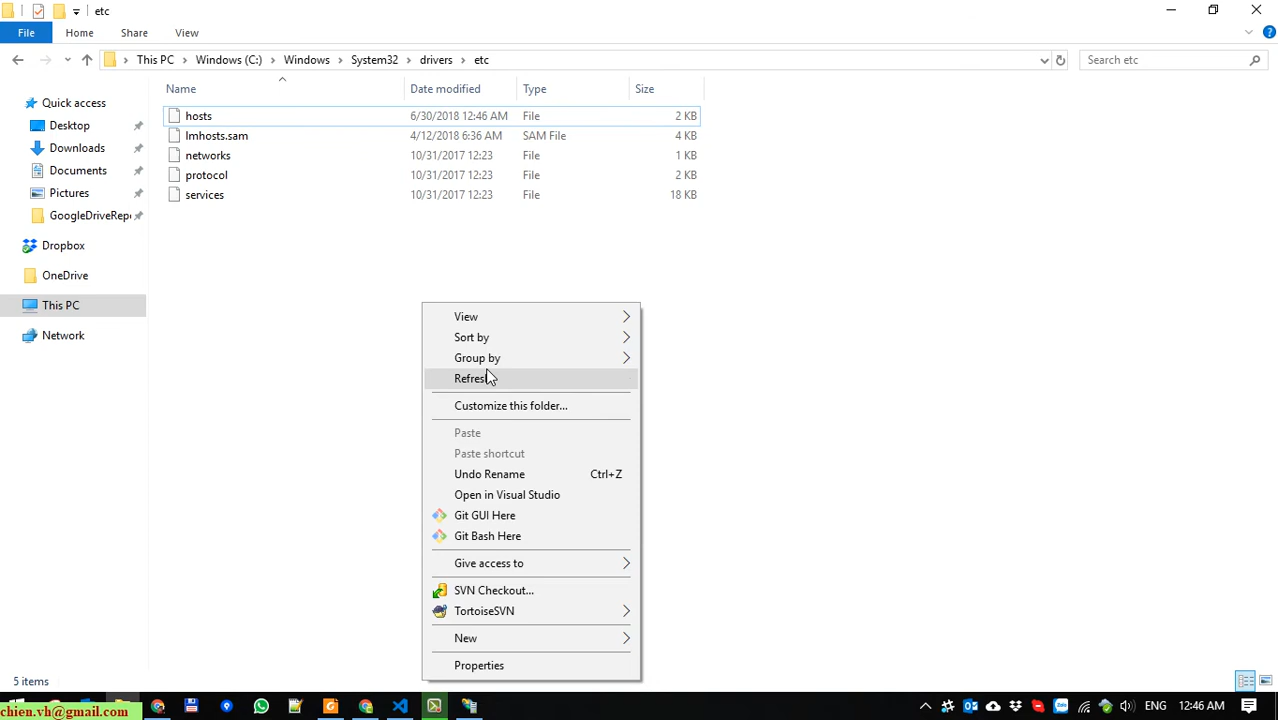 etc
File Home Share View
This PC Windows (C:) Windows System32 drivers etc Search etc
Name Date modified Type Size
Quick access
Desktop
Downloads
Documents
Pictures
GoogleDriveRep
Dropbox
OneDrive
This PC
Network
hosts 6/30/2018 12:46 AM File 2 KB
lmhosts.sam 4/12/2018 6:36 AM SAM File 4 KB
networks 10/31/2017 12:23 File 1 KB
protocol 10/31/2017 12:23 File 2 KB
services 10/31/2017 12:23 File 18 KB
View
Sort by
Group by
Refresh
Customize this folder...
Paste
Paste shortcut
Undo Rename Ctrl+Z
Open in Visual Studio
Git GUI Here
Git Bash Here
Give access to
SVN Checkout...
TortoiseSVN
New
Properties
5 items
chien.vh@gmail.com
12:46 AM